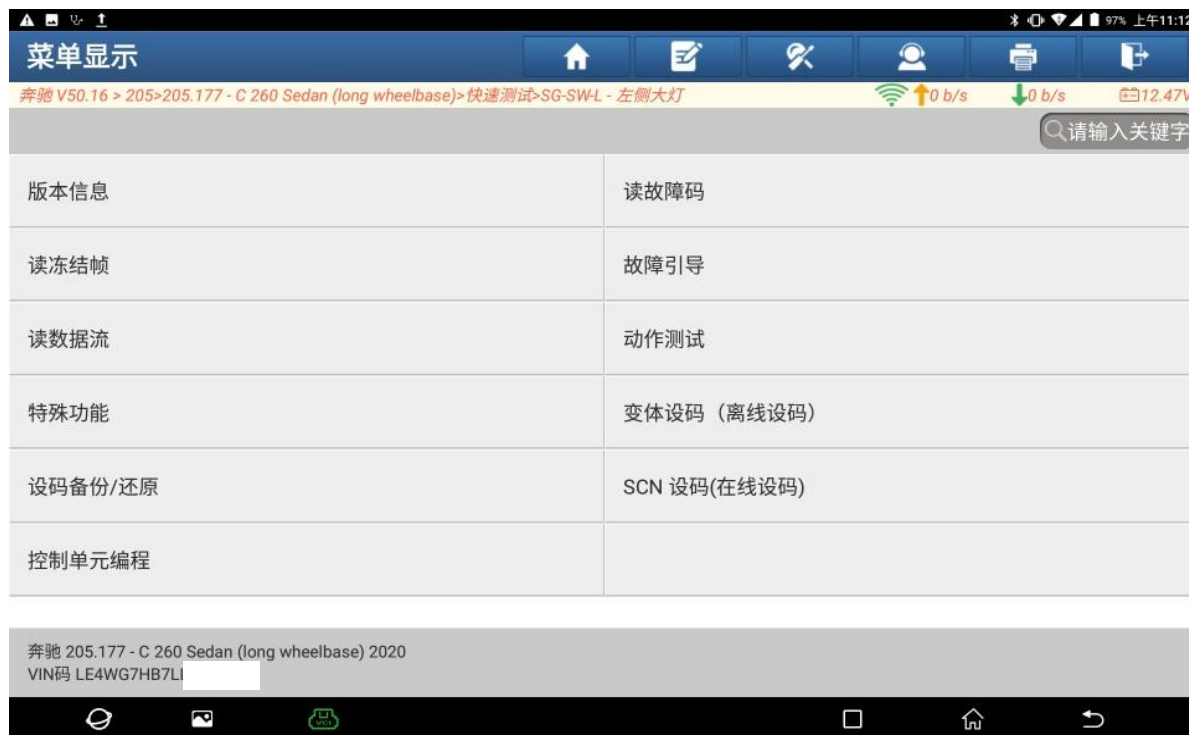 97% 上午11:12
菜单显示
奔驰 V50.16 > 205>205.177 - C 260 Sedan (long wheelbase)>快速测试>SG-SW-L - 左侧大灯
0 b/s
0 b/s
12.47V
请输入关键字
版本信息
读故障码
读冻结帧
故障引导
读数据流
动作测试
特殊功能
变体设码（离线设码）
设码备份/还原
SCN 设码(在线设码)
控制单元编程
奔驰 205.177 - C 260 Sedan (long wheelbase) 2020
VIN码 LE4WG7HB7L
VCI